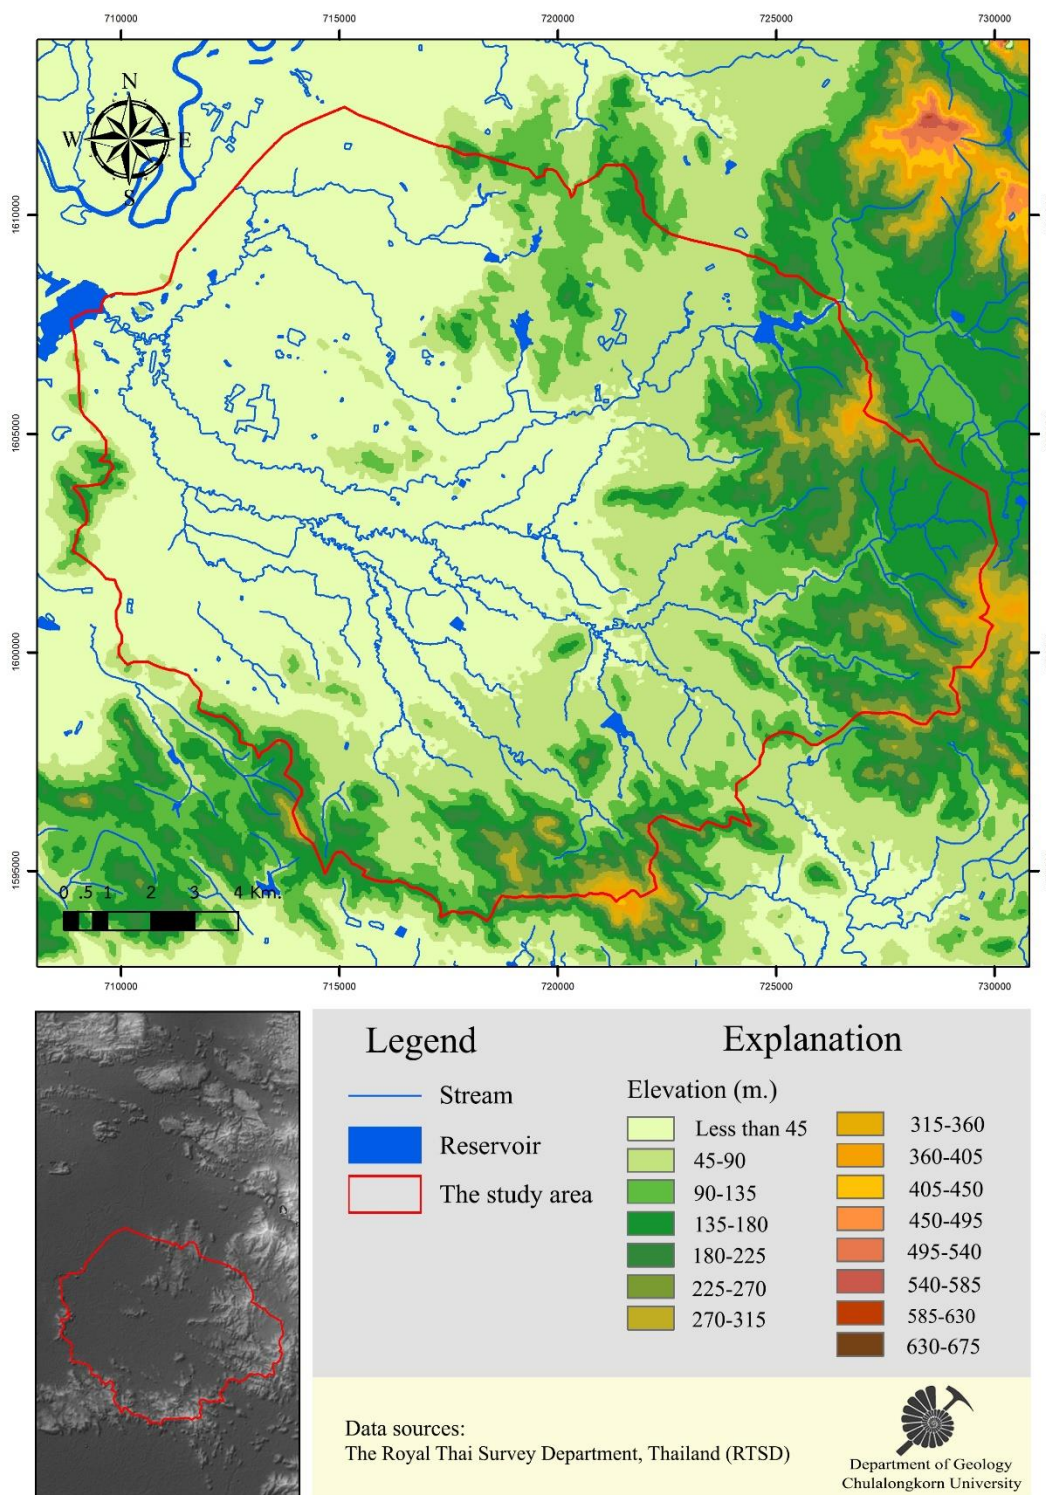 710000 715000 720000 725000 730000
N
W E
S
1610000
1605000
1600000
1595000
0 .5 1 2 3 4 Km.
710000 715000 720000 725000 730000
Legend
Stream
Reservoir
The study area
Explanation
Elevation (m.)
Less than 45
45-90
90-135
135-180
180-225
225-270
270-315
315-360
360-405
405-450
450-495
495-540
540-585
585-630
630-675
Data sources:
The Royal Thai Survey Department, Thailand (RTSD)
Department of Geology
Chulalongkorn University